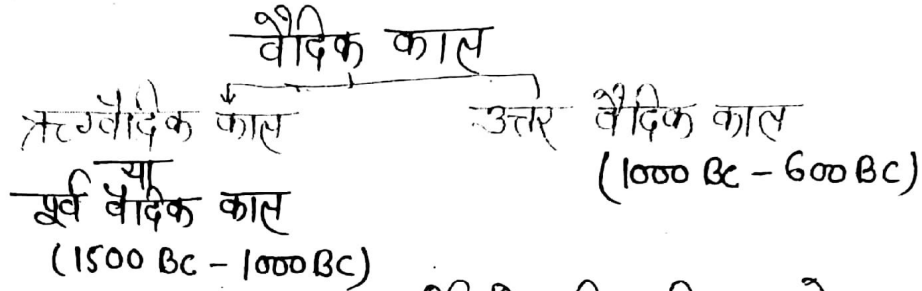 वैदिक काल
ऋग्वैदिक काल
या
पूर्व वैदिक काल
(1500 BC - 1000 BC)
उत्तर वैदिक काल
(1000 BC - 600 BC)